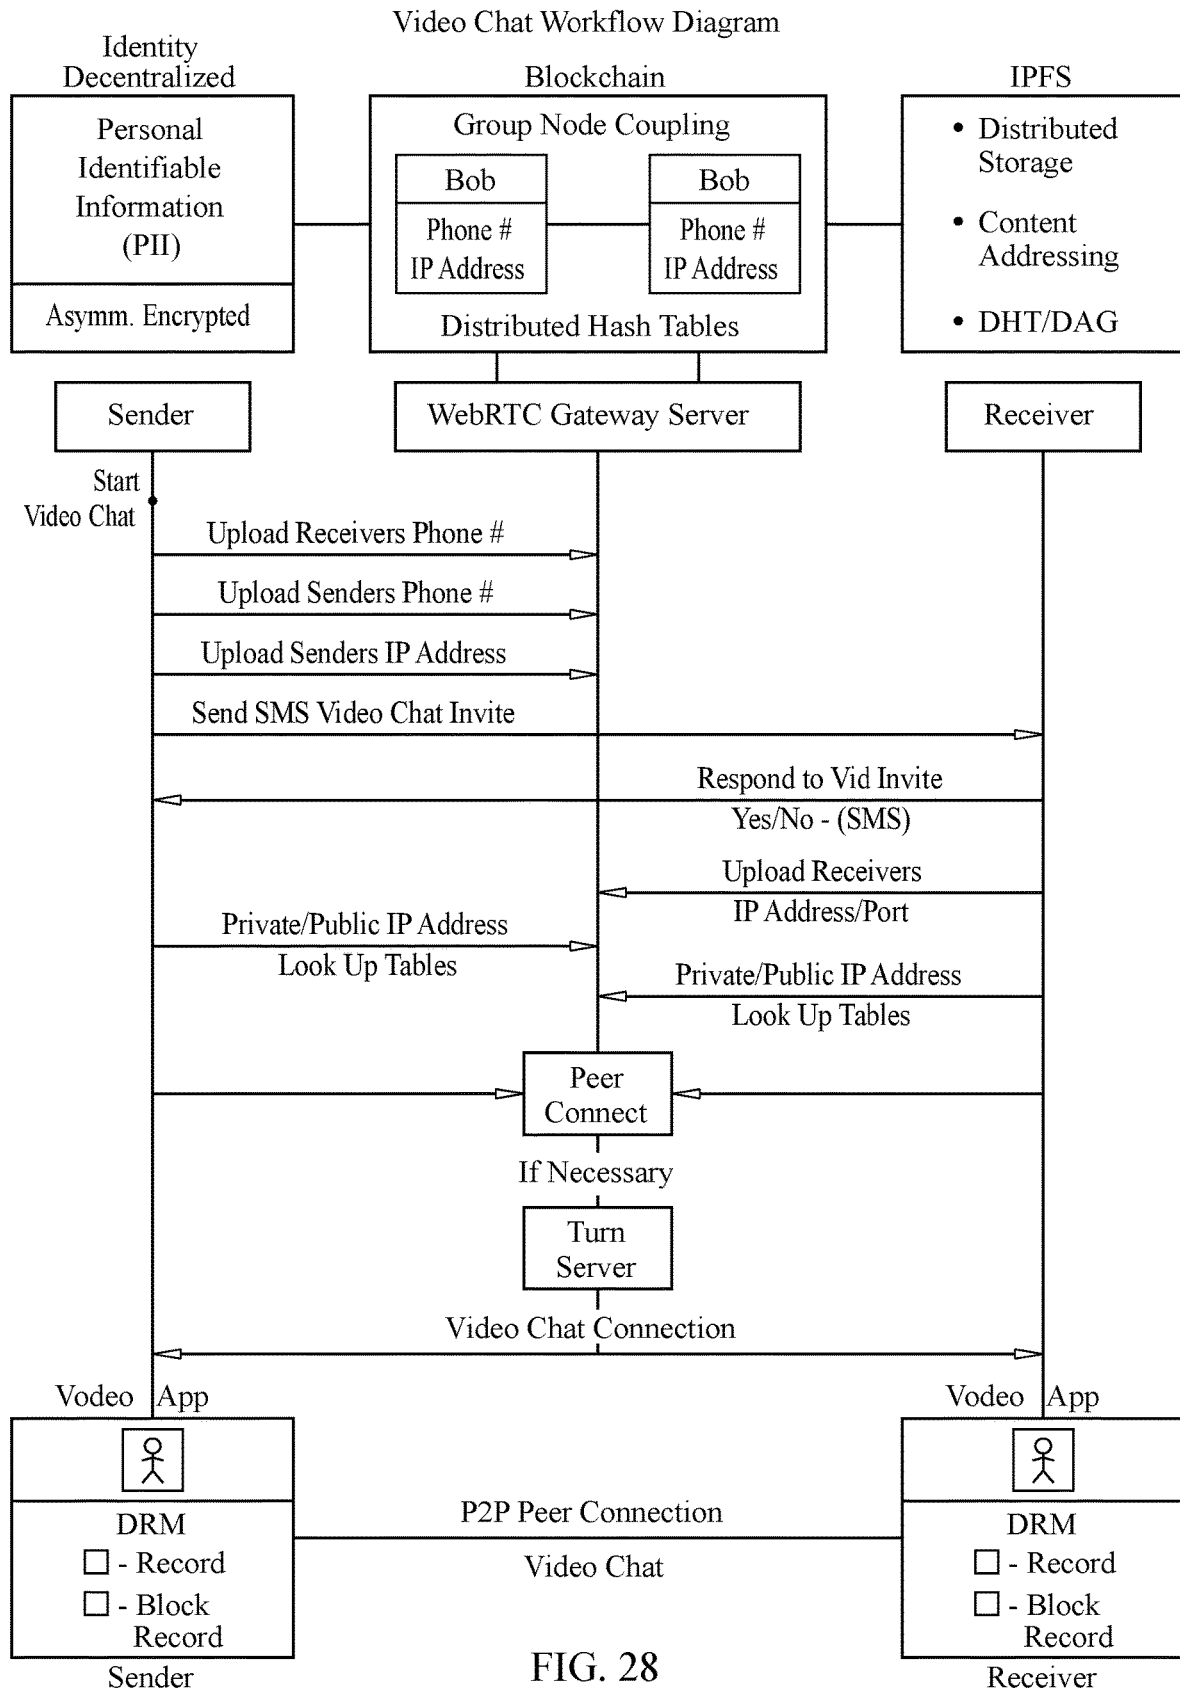 Video Chat Workflow Diagram
Identity
Decentralized
Blockchain
IPFS
Personal
Identifiable
Information
(PII)
Asymm. Encrypted
Group Node Coupling
Bob
Phone #
IP Address
Bob
Phone #
IP Address
Distributed Hash Tables
• Distributed
Storage
• Content
Addressing
• DHT/DAG
Sender
WebRTC Gateway Server
Receiver
Start
Video Chat
Upload Receivers Phone #
Upload Senders Phone #
Upload Senders IP Address
Send SMS Video Chat Invite
Respond to Vid Invite
Yes/No - (SMS)
Upload Receivers
IP Address/Port
Private/Public IP Address
Look Up Tables
Private/Public IP Address
Look Up Tables
Peer
Connect
If Necessary
Turn
Server
Video Chat Connection
Vodeo App
Vodeo App
DRM
- Record
- Block
Record
Sender
P2P Peer Connection
Video Chat
DRM
- Record
- Block
Record
Receiver
FIG. 28